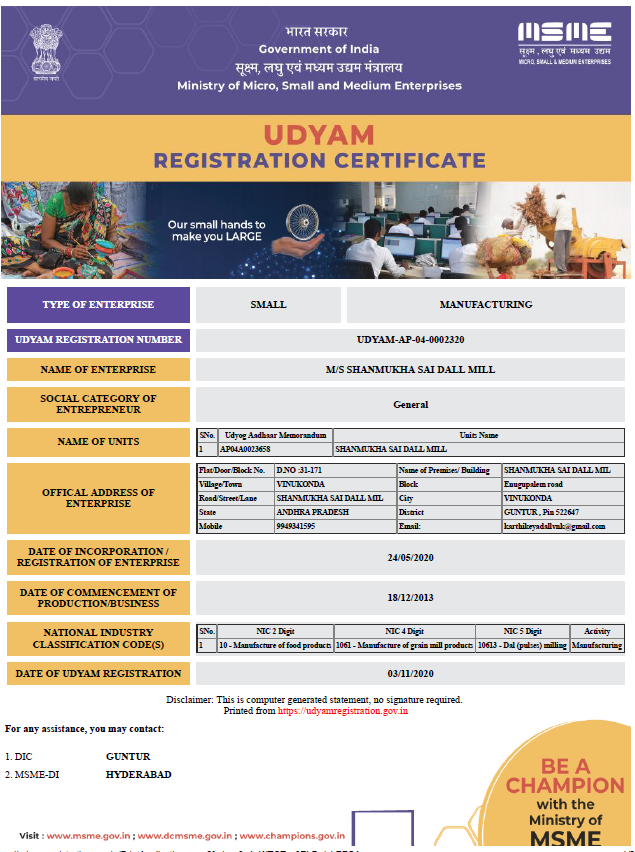 भारत सरकार
Government of India
सूक्ष्म, लघु एवं मध्यम उद्यम मंत्रालय
Ministry of Micro, Small and Medium Enterprises
सत्यमेव जयते
MSME
सूक्ष्म, लघु एवं मध्यम उद्यम
MICRO, SMALL & MEDIUM ENTERPRISES
UDYAM
REGISTRATION CERTIFICATE
Our small hands to
make you LARGE
TYPE OF ENTERPRISE SMALL MANUFACTURING
UDYAM REGISTRATION NUMBER UDYAM-AP-04-0002320
NAME OF ENTERPRISE M/S SHANMUKHA SAI DALL MILL
SOCIAL CATEGORY OF
ENTREPRENEUR General
NAME OF UNITS
SNo. Udyog Aadhaar Memorandum Units Name
1 AP04A0023658 SHANMUKHA SAI DALL MILL
OFFICAL ADDRESS OF
ENTERPRISE
Flat/Door/Block No. D.NO :31-171 Name of Premises/ Building SHANMUKHA SAI DALL MIL
Village/Town VINUKONDA Block Enugupalem road
Road/Street/Lane SHANMUKHA SAI DALL MIL City VINUKONDA
State ANDHRA PRADESH District GUNTUR , Pin 522647
Mobile 9949341595 Email: karthikeyadallvnk@gmail.com
DATE OF INCORPORATION /
REGISTRATION OF ENTERPRISE 24/05/2020
DATE OF COMMENCEMENT OF
PRODUCTION/BUSINESS 18/12/2013
NATIONAL INDUSTRY
CLASSIFICATION CODE(S)
SNo. NIC 2 Digit NIC 4 Digit NIC 5 Digit Activity
1 10 - Manufacture of food products 1061 - Manufacture of grain mill products 10613 - Dal (pulses) milling Manufacturing
DATE OF UDYAM REGISTRATION 03/11/2020
Disclaimer: This is computer generated statement, no signature required.
Printed from https://udyamregistration.gov.in
For any assistance, you may contact:
1. DIC GUNTUR
2. MSME-DI HYDERABAD
BE A
CHAMPION
with the
Ministry of
MSME
Visit : www.msme.gov.in ; www.dcmsme.gov.in ; www.champions.gov.in